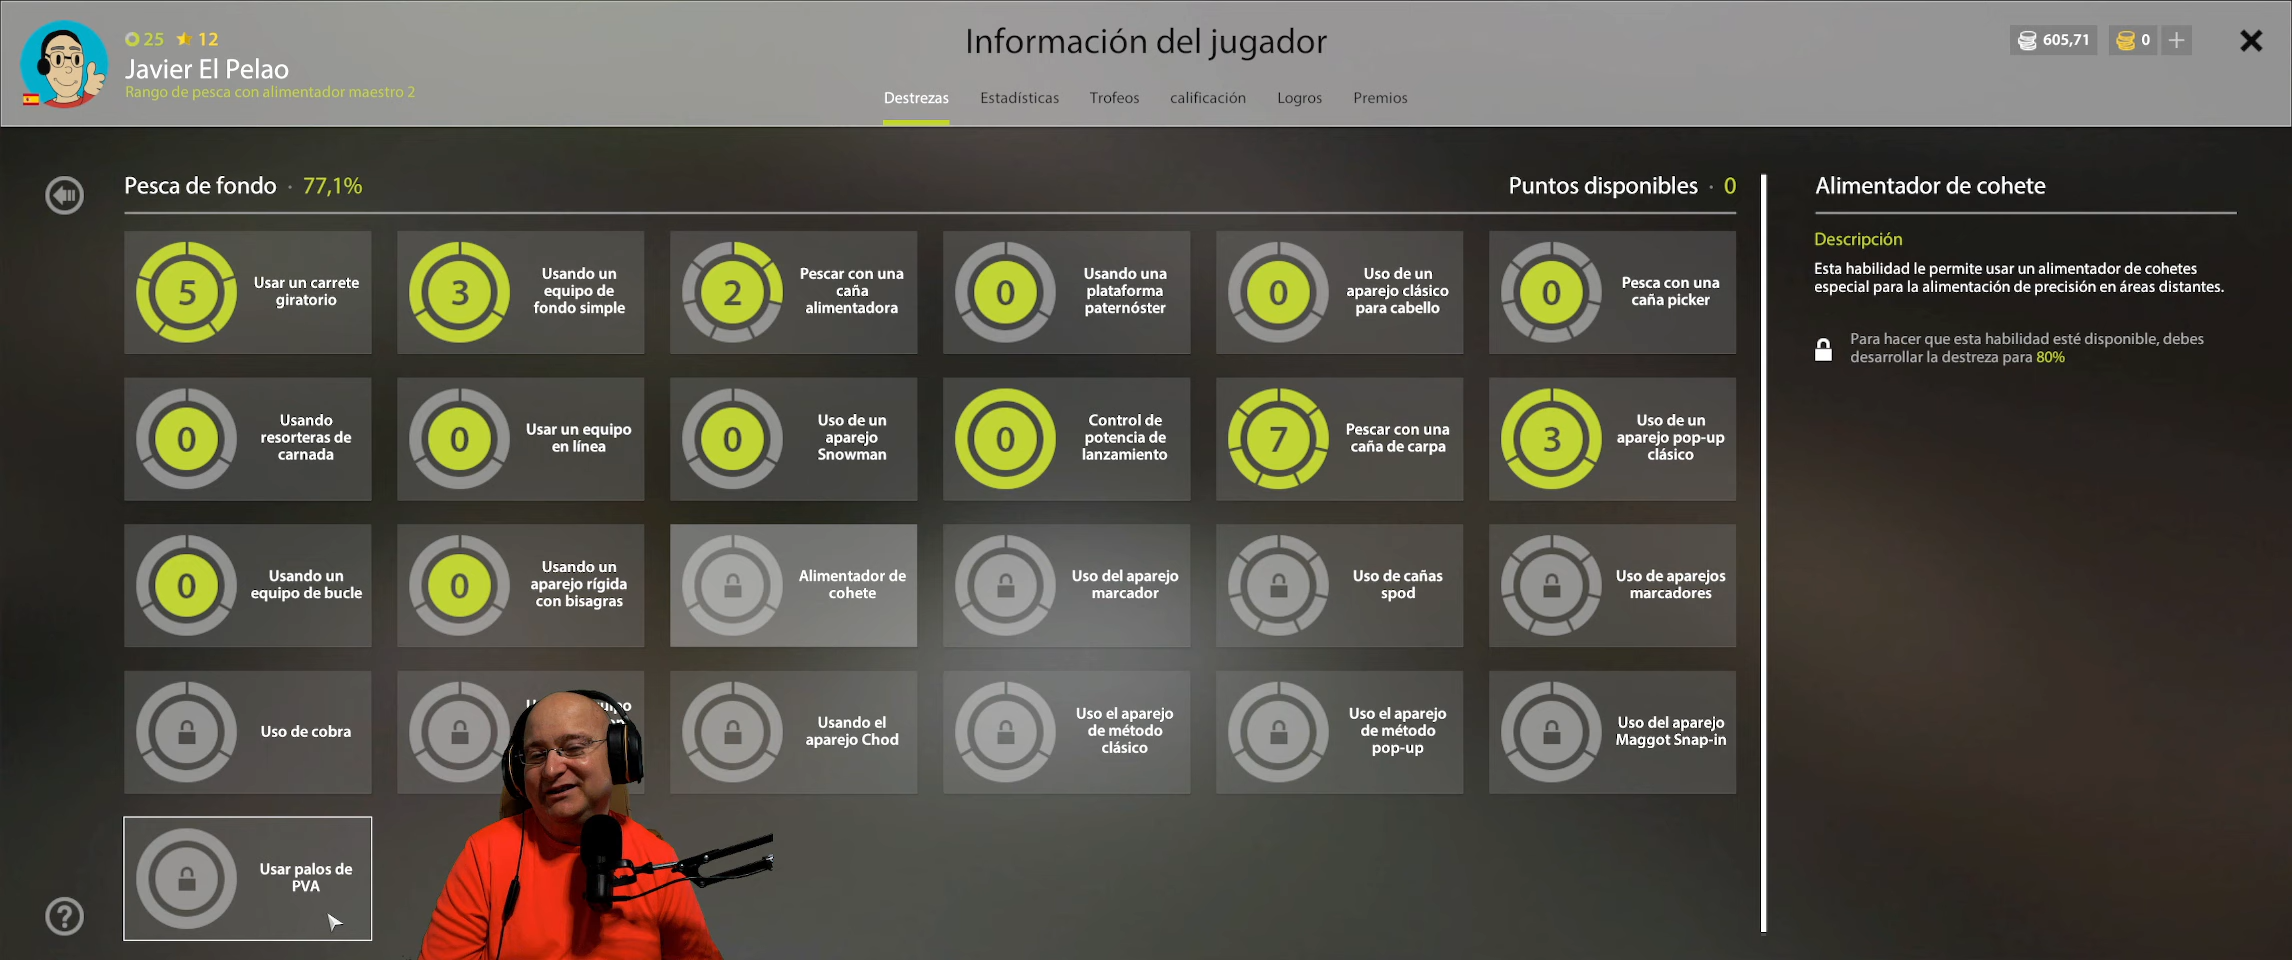 25 12
Javier El Pelao
Rango de pesca con alimentador maestro 2
Información del jugador
605,71
0
Destrezas Estadísticas Trofeos calificación Logros Premios
Pesca de fondo · 77,1%
Puntos disponibles · 0
5
Usar un carrete
giratorio
3
Usando un
equipo de
fondo simple
2
Pescar con una
caña
alimentadora
0
Usando una
plataforma
paternóster
0
Uso de un
aparejo clásico
para cabello
0
Pesca con una
caña picker
0
Usando
resorteras de
carnada
0
Usar un equipo
en línea
0
Uso de un
aparejo
Snowman
0
Control de
potencia de
lanzamiento
7
Pescar con una
caña de carpa
3
Uso de un
aparejo pop-up
clásico
0
Usando un
equipo de bucle
0
Usando un
aparejo rígida
con bisagras
Alimentador de
cohete
Uso del aparejo
marcador
Uso de cañas
spod
Uso de aparejos
marcadores
Uso de cobra
Usando el
aparejo Chod
Uso el aparejo
de método
clásico
Uso el aparejo
de método
pop-up
Uso del aparejo
Maggot Snap-in
Usar palos de
PVA
Alimentador de cohete
Descripción
Esta habilidad le permite usar un alimentador de cohetes
especial para la alimentación de precisión en áreas distantes.
Para hacer que esta habilidad esté disponible, debes
desarrollar la destreza para 80%
?